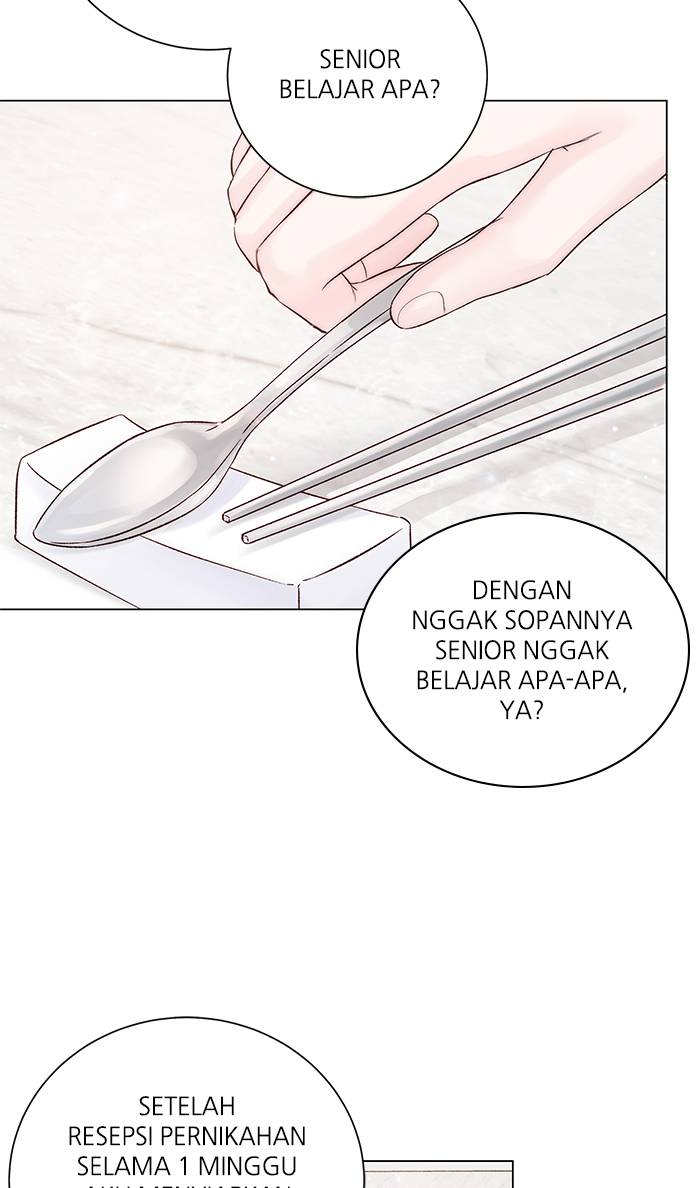 SENIOR
BELAJAR APA?
DENGAN
NGGAK SOPANNYA
SENIOR NGGAK
BELAJAR APA-APA,
YA?
SETELAH
RESEPSI PERNIKAHAN
SELAMA 1 MINGGU